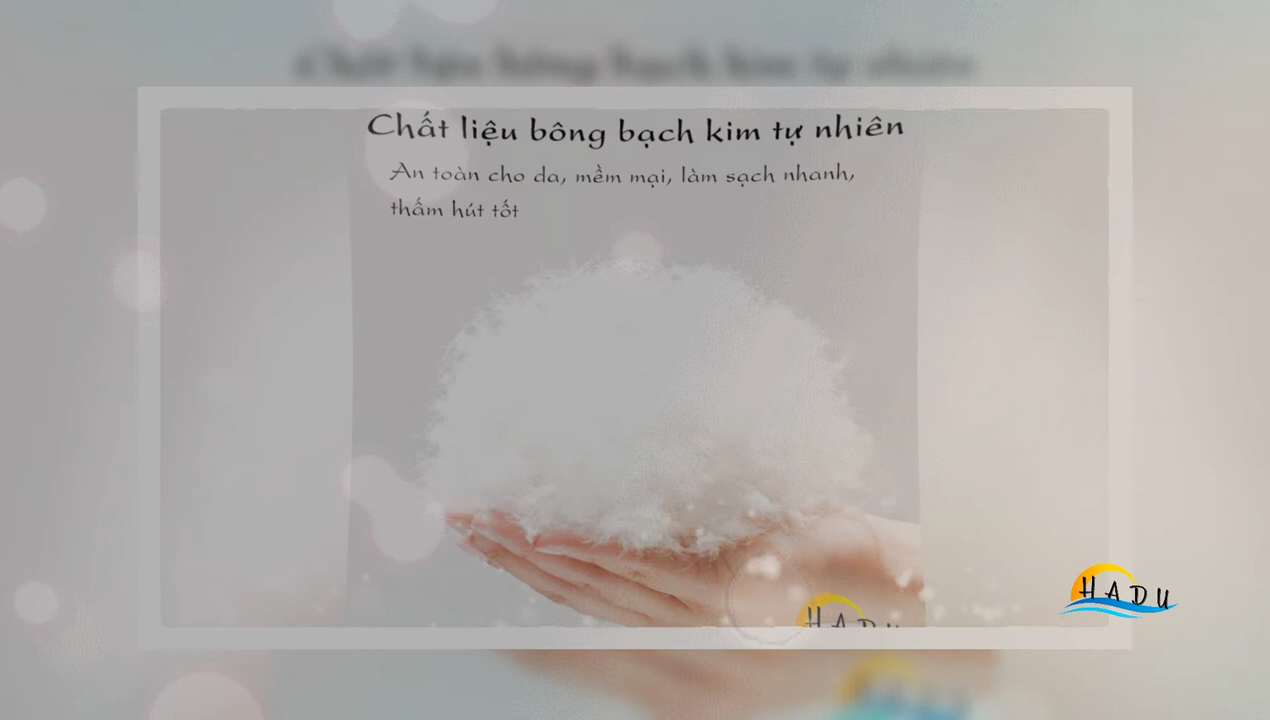 Chất liệu bông bạch kim tự nhiên
An toàn cho da, mềm mại, làm sạch nhanh,
thấm hút tốt
HADU
HADU